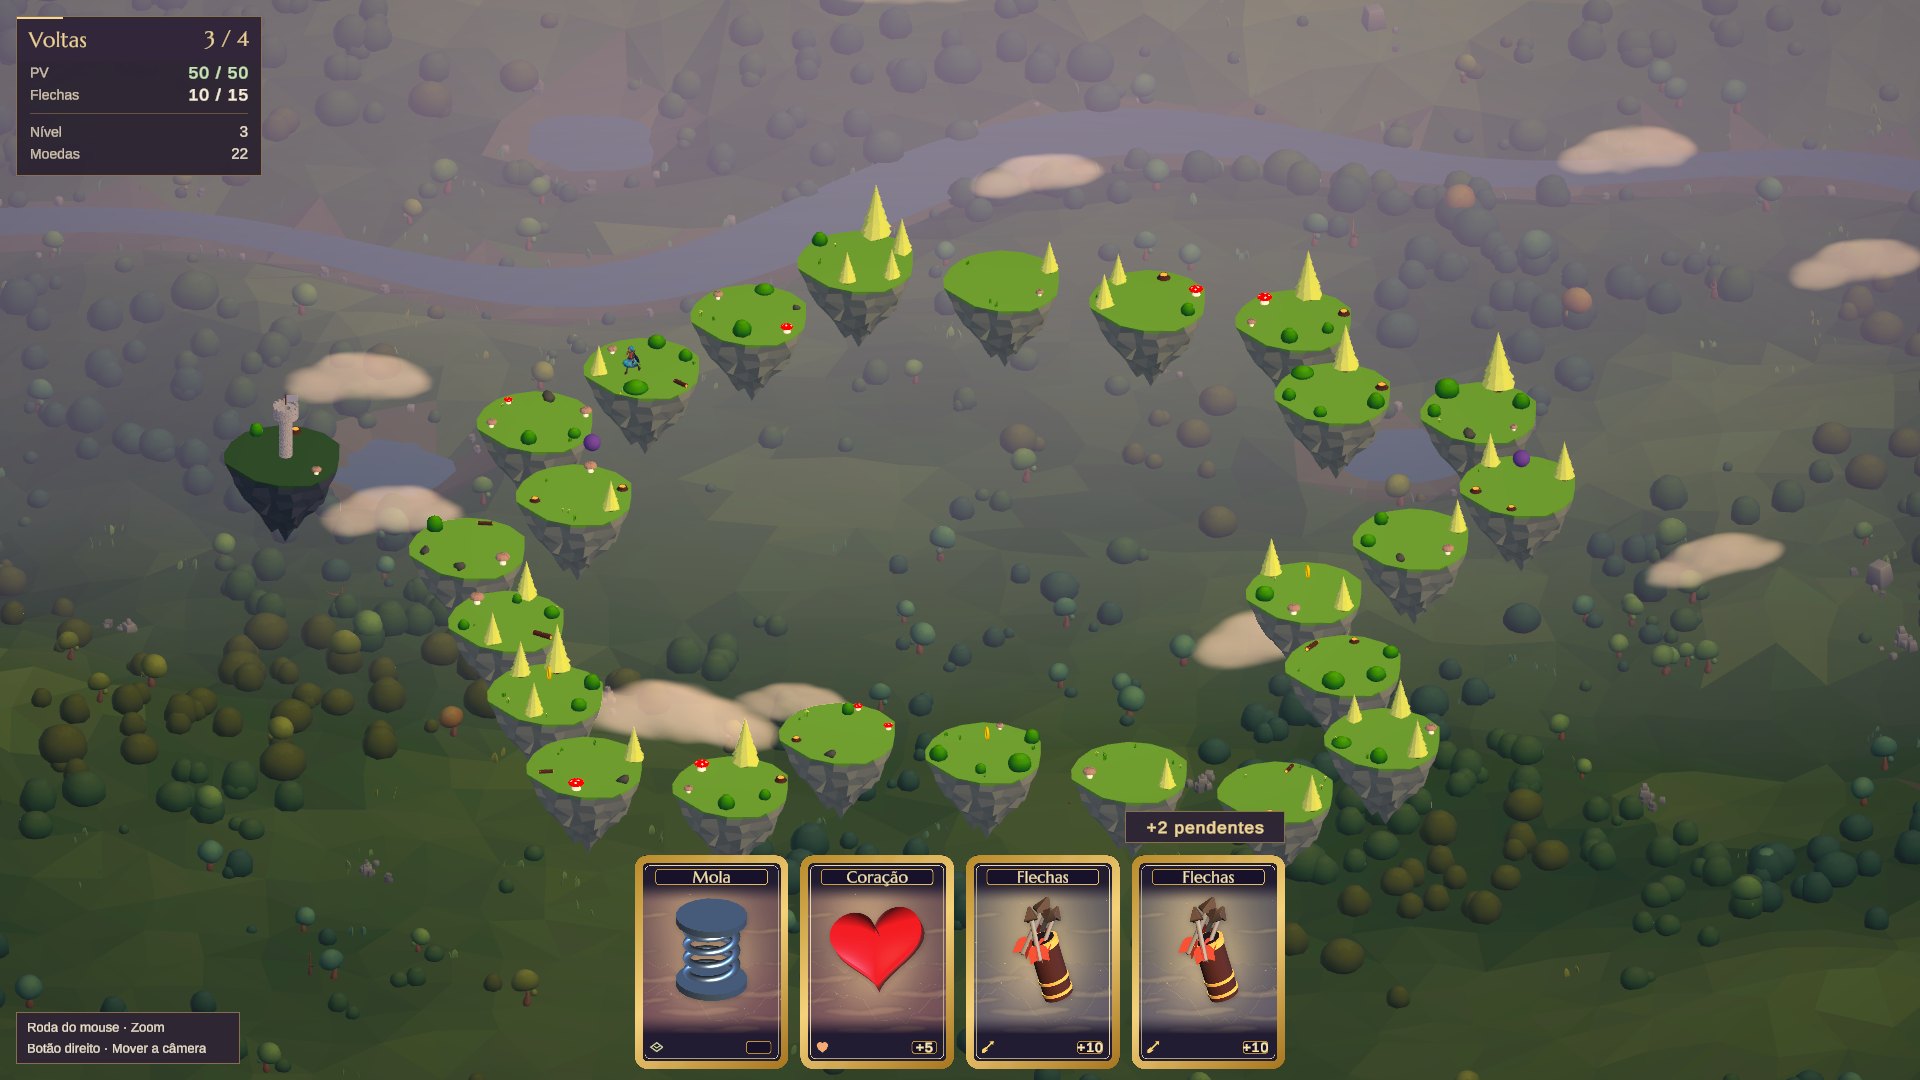 Voltas 3 / 4
PV 50 / 50
Flechas 10 / 15
Nível 3
Moedas 22
+2 pendentes
Mola
Coração
Flechas
Flechas
+5
+10
+10
Roda do mouse · Zoom
Botão direito · Mover a câmera